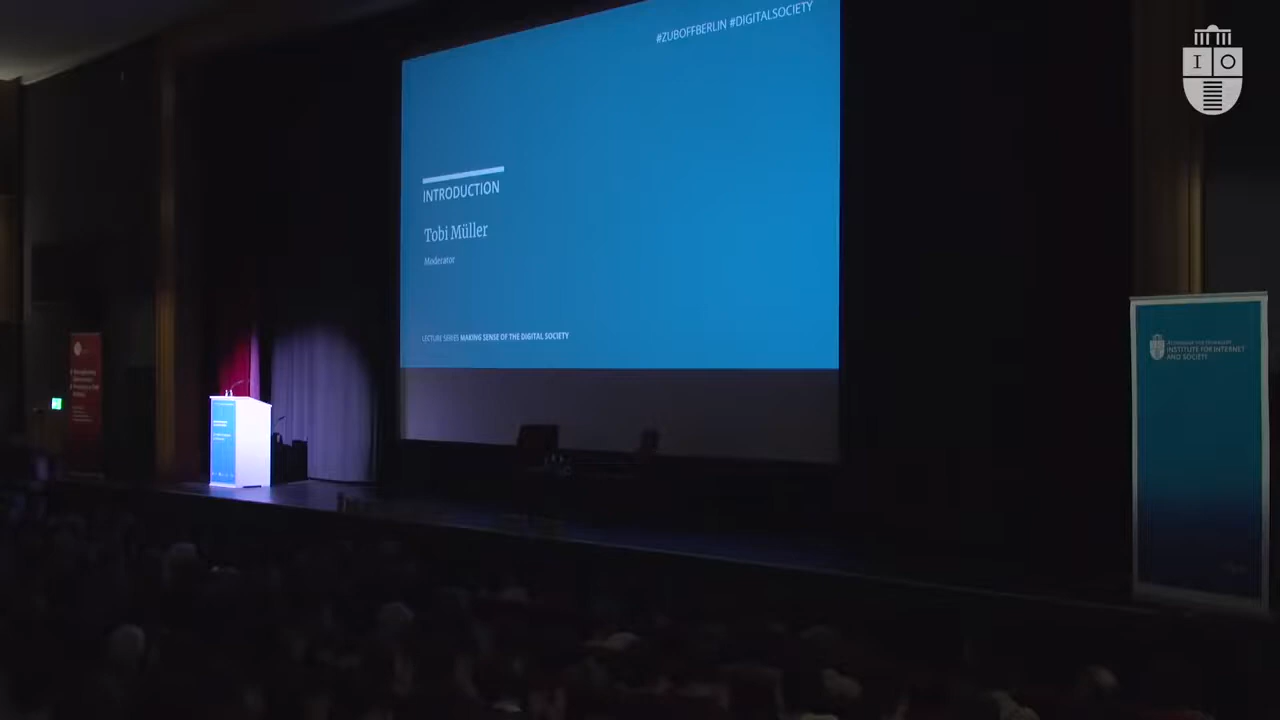 #ZUBOFFBERLIN #DIGITALSOCIETY
I O
INTRODUCTION
Tobi Müller
Moderator
LECTURE SERIES MAKING SENSE OF THE DIGITAL SOCIETY
INSTITUTE FOR INTERNET
AND SOCIETY